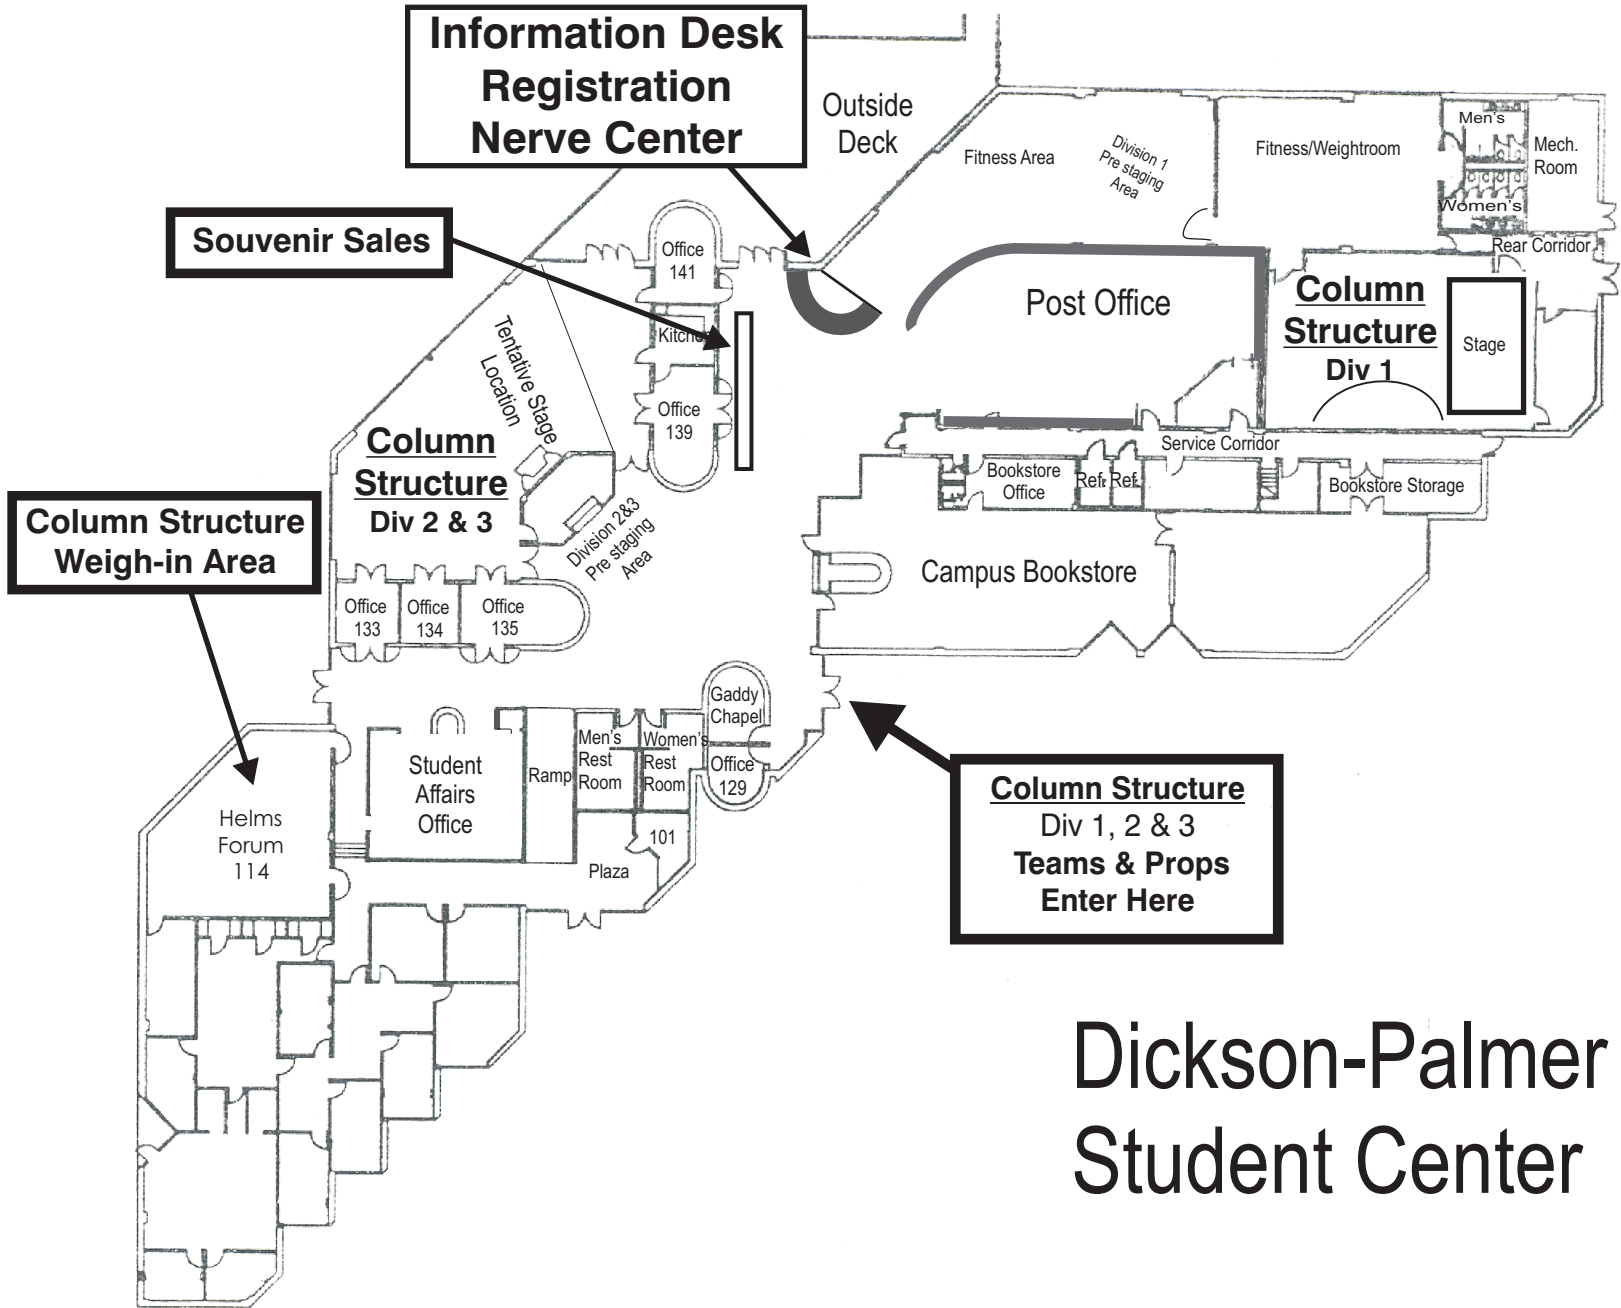 Information Desk
Registration
Nerve Center
Outside
Deck
Fitness Area
Division 1
Pre staging
Area
Fitness/Weightroom
Men's
Mech.
Room
Women's
Rear Corridor
Souvenir Sales
Office
141
Kitchen
Office
139
Tentative Stage
Location
Post Office
Column
Structure
Div 1
Stage
Column
Structure
Div 2 & 3
Service Corridor
Bookstore
Office
Refr
Ref.
Bookstore Storage
Column Structure
Weigh-in Area
Division 2&3
Pre staging
Area
Campus Bookstore
Office
133
Office
134
Office
135
Gaddy
Chapel
Men's
Rest
Room
Women's
Rest
Room
Office
129
Student
Affairs
Office
Ramp
Helms
Forum
114
101
Plaza
Column Structure
Div 1, 2 & 3
Teams & Props
Enter Here
Dickson-Palmer
Student Center